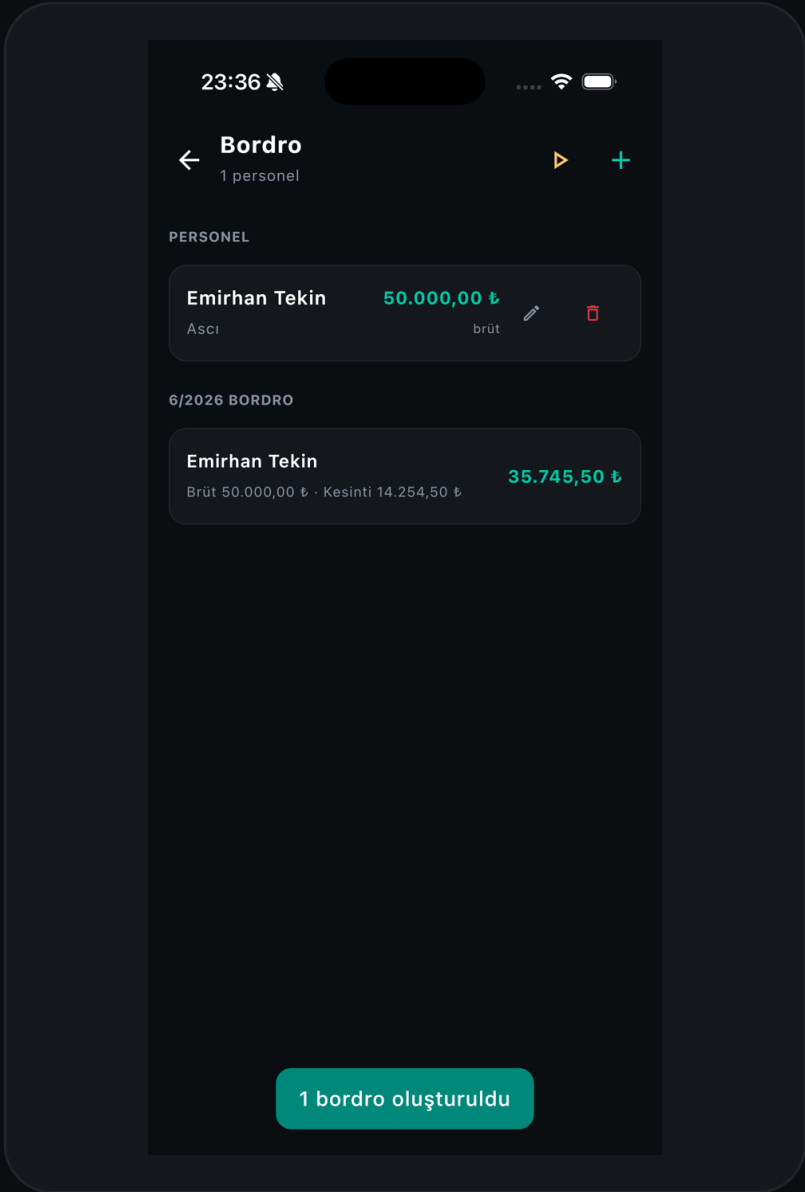 23:36
Bordro
1 personel
PERSONEL
Emirhan Tekin
50.000,00 ₺
Ascı
brüt
6/2026 BORDRO
Emirhan Tekin
35.745,50 ₺
Brüt 50.000,00 ₺ · Kesinti 14.254,50 ₺
1 bordro oluşturuldu